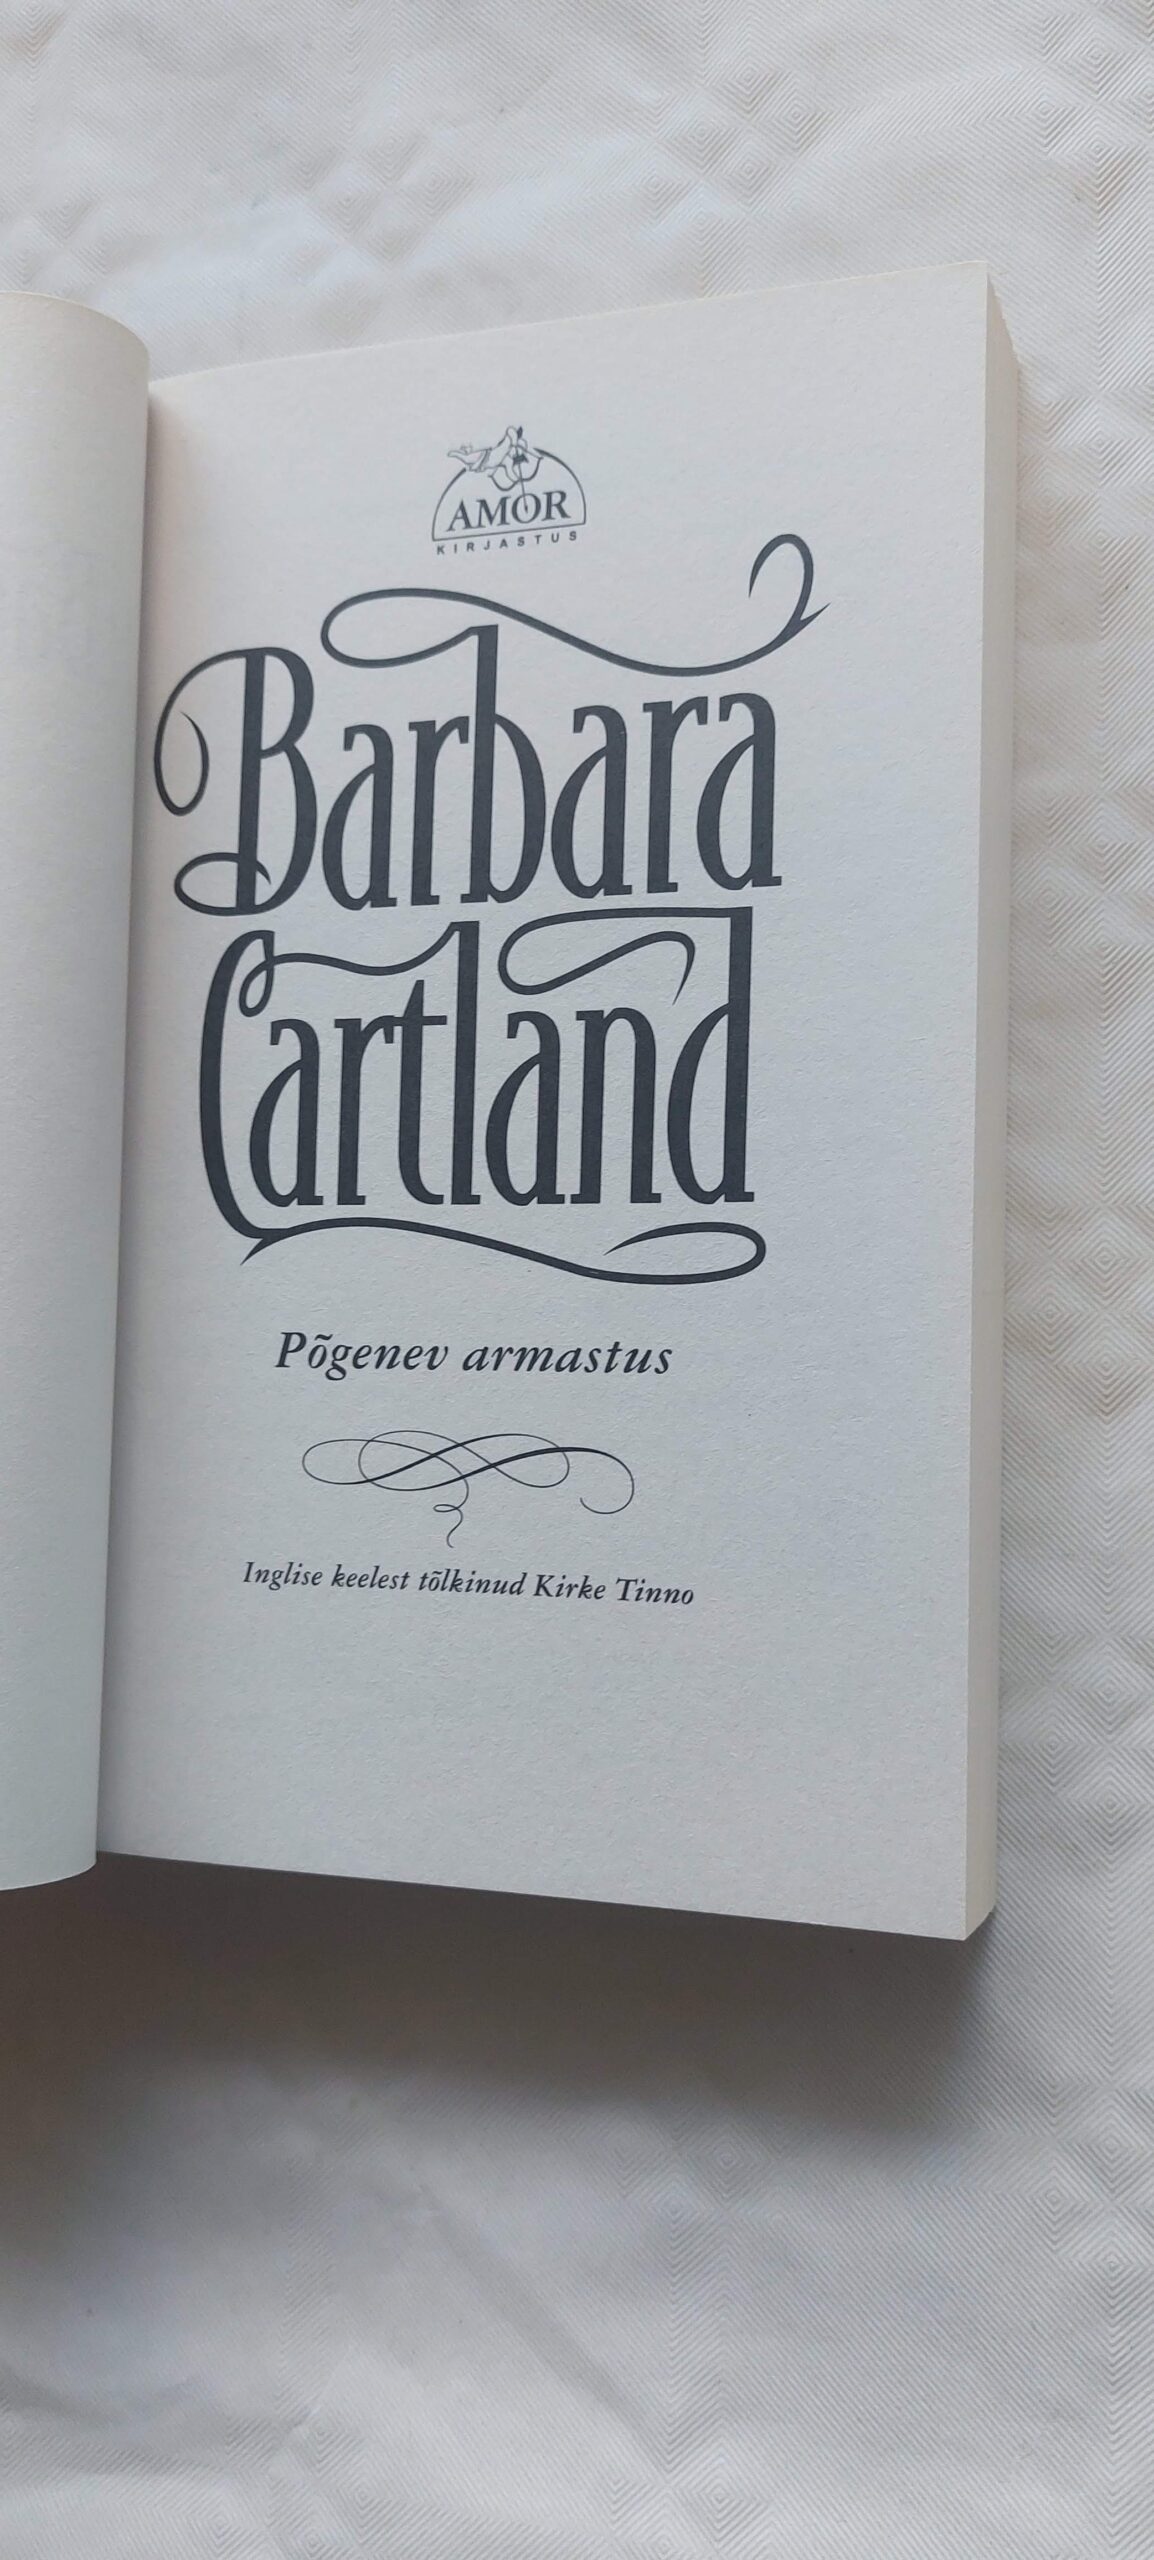 AMOR
KIRJASTUS
Barbara
Cartland
Põgenev armastus
Inglise keelest tõlkinud Kirke Tinno